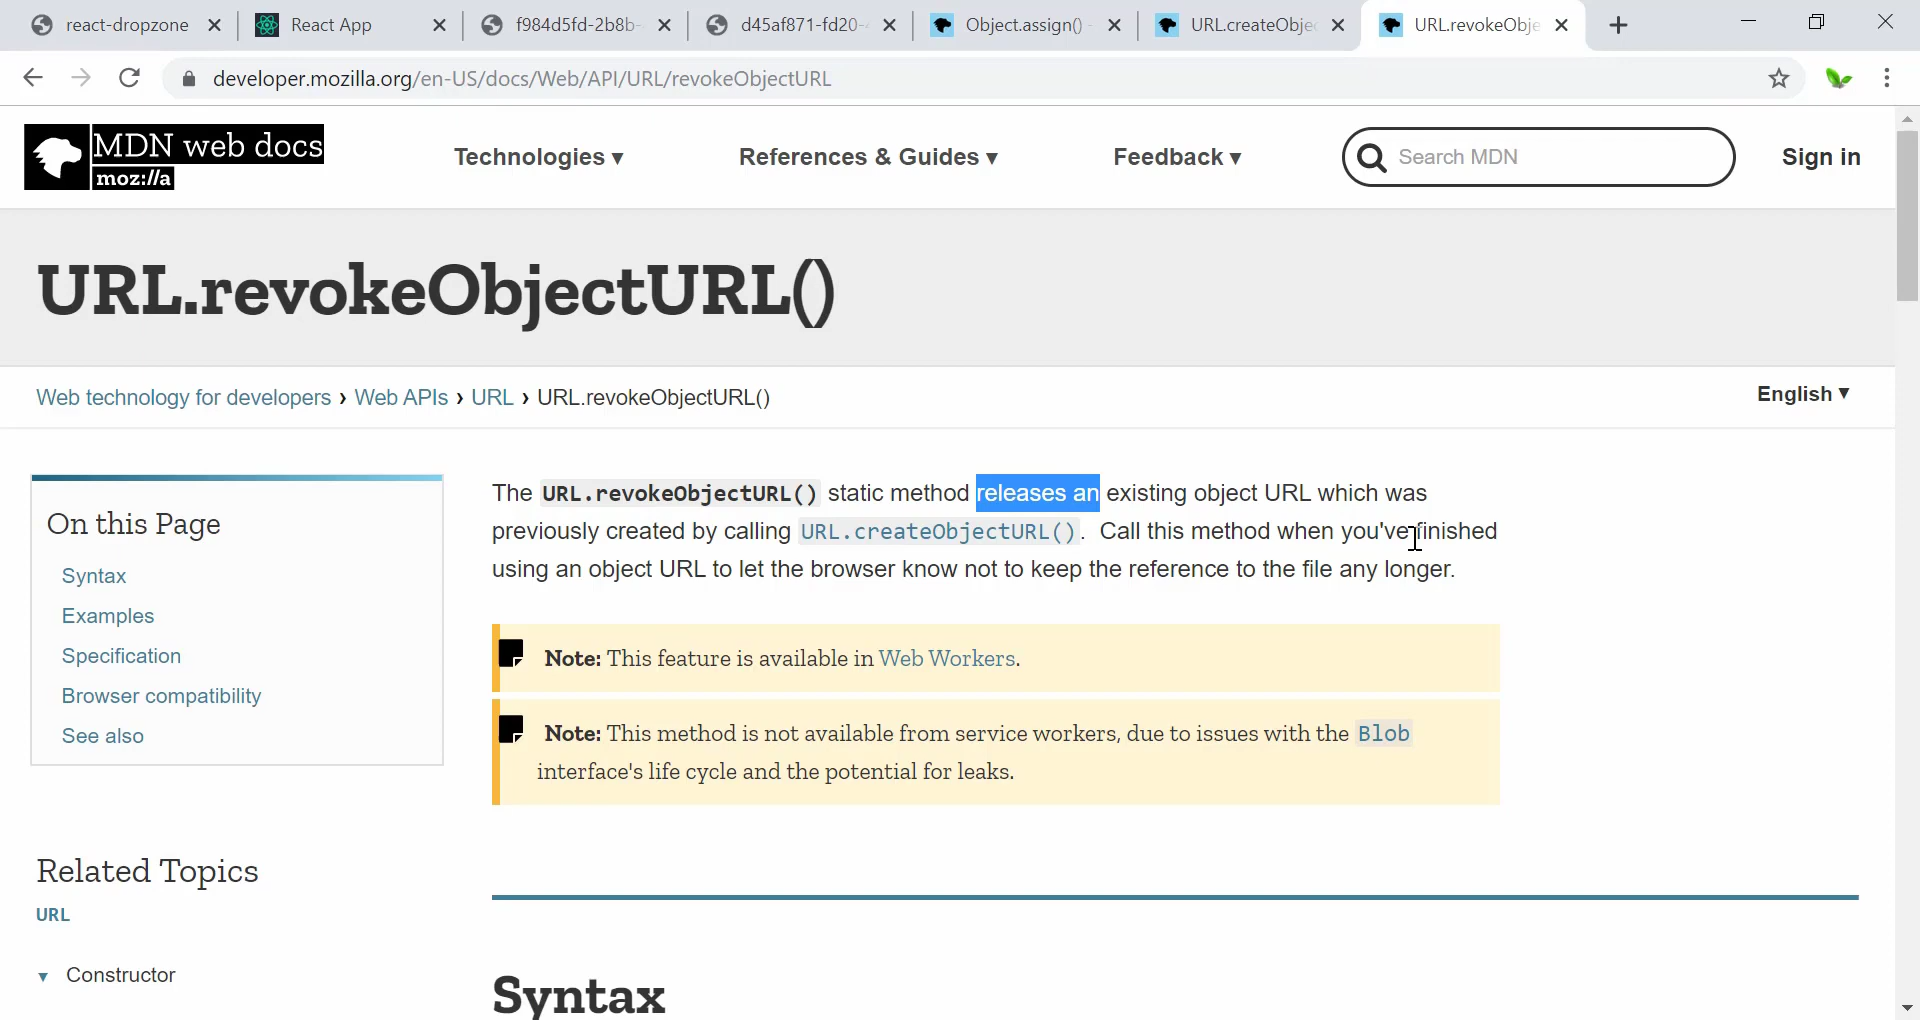 react-dropzone
React App
f984d5fd-2b8b-
d45af871-fd20-
Object.assign() -
URL.createObje
URL.revokeObje
developer.mozilla.org/en-US/docs/Web/API/URL/revokeObjectURL
MDN web docs
moz://a
Technologies ▾
References & Guides ▾
Feedback ▾
Search MDN
Sign in
URL.revokeObjectURL()
Web technology for developers › Web APIs › URL › URL.revokeObjectURL()
English ▾
On this Page
Syntax
Examples
Specification
Browser compatibility
See also
Related Topics
URL
▾ Constructor
The URL.revokeObjectURL() static method releases an existing object URL which was
previously created by calling URL.createObjectURL(). Call this method when you've finished
using an object URL to let the browser know not to keep the reference to the file any longer.
Note: This feature is available in Web Workers.
Note: This method is not available from service workers, due to issues with the Blob
interface's life cycle and the potential for leaks.
Syntax